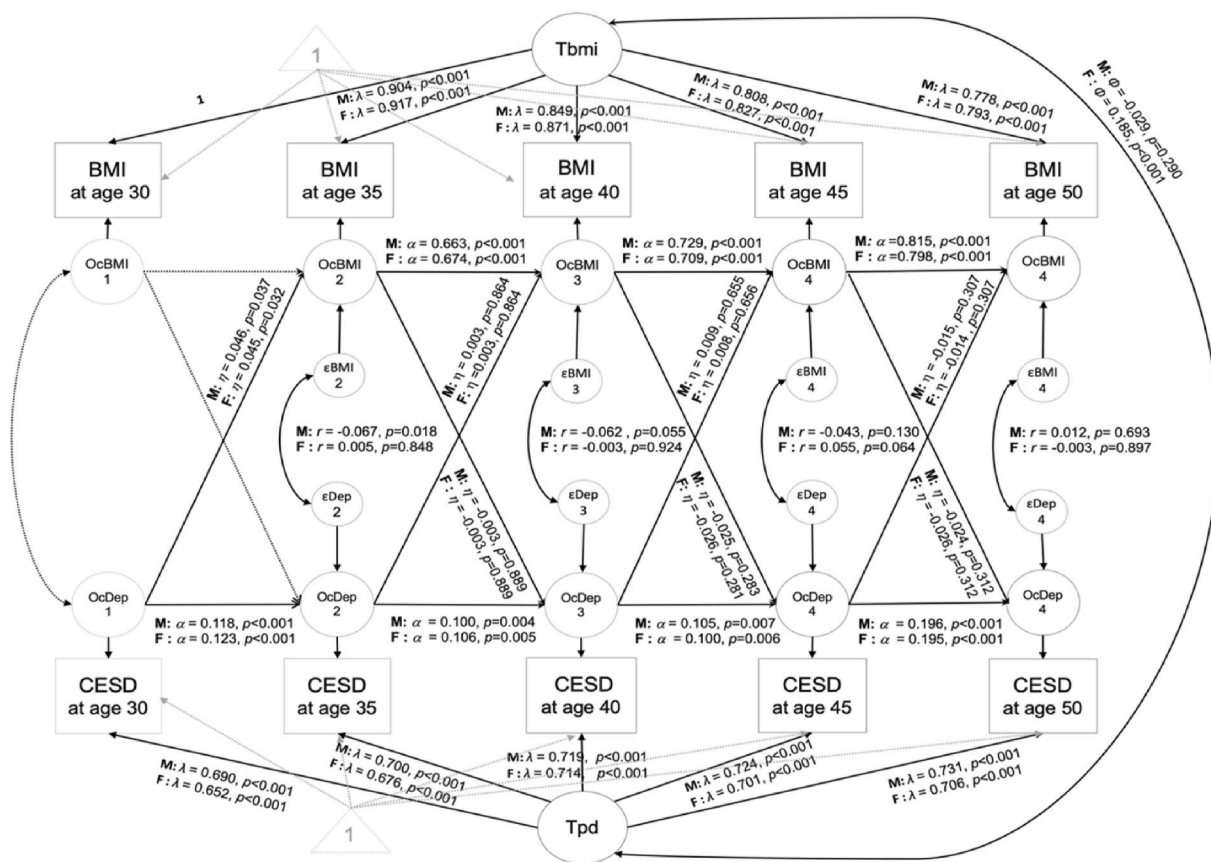 Tbmi
1
1
M: λ = 0.904, p<0.001
F: λ = 0.917, p<0.001
M: λ = 0.849, p<0.001
F: λ = 0.871, p<0.001
M: λ = 0.808, p<0.001
F: λ = 0.827, p<0.001
M: λ = 0.778, p<0.001
F: λ = 0.793, p<0.001
M: Φ = -0.029, p=0.290
F: Φ = 0.185, p<0.001
BMI
at age 30
BMI
at age 35
BMI
at age 40
BMI
at age 45
BMI
at age 50
OcBMI
1
OcBMI
2
OcBMI
3
OcBMI
4
OcBMI
4
M: α = 0.663, p<0.001
F: α = 0.674, p<0.001
M: α = 0.729, p<0.001
F: α = 0.709, p<0.001
M: α =0.815, p<0.001
F: α =0.798, p<0.001
M: η = 0.046, p=0.037
F: η = 0.045, p=0.032
M: η = 0.003, p=0.864
F: η =0.003, p=0.864
M: η = 0.009, p=0.655
F: η = 0.008, p=0.656
M: η = -0.015, p=0.307
F: η = -0.014, p=0.307
εBMI
2
εBMI
3
εBMI
4
εBMI
4
M: r = -0.067, p=0.018
F: r = 0.005, p=0.848
M: r = -0.062 , p=0.055
F: r = -0.003, p=0.924
M: r = -0.043, p=0.130
F: r = 0.055, p=0.064
M: r = 0.012, p= 0.693
F: r = -0.003, p=0.897
εDep
2
εDep
3
εDep
4
εDep
4
M: η = -0.003, p=0.889
F: η = -0.003, p=0.889
M: η = -0.025, p=0.283
F: η = -0.026, p=0.281
M: η = -0.024, p=0.312
F: η = -0.026, p=0.312
OcDep
1
OcDep
2
OcDep
3
OcDep
4
OcDep
4
M: α = 0.118, p<0.001
F: α = 0.123, p<0.001
M: α = 0.100, p=0.004
F: α = 0.106, p=0.005
M: α = 0.105, p=0.007
F: α = 0.100, p=0.006
M: α = 0.196, p<0.001
F: α = 0.195, p<0.001
CESD
at age 30
CESD
at age 35
CESD
at age 40
CESD
at age 45
CESD
at age 50
M: λ = 0.690, p<0.001
F: λ = 0.652, p<0.001
M: λ = 0.700, p<0.001
F: λ = 0.676, p<0.001
M: λ = 0.719, p<0.001
F: λ = 0.714, p<0.001
M: λ = 0.724, p<0.001
F: λ = 0.701, p<0.001
M: λ = 0.731, p<0.001
F: λ = 0.706, p<0.001
1
Tpd